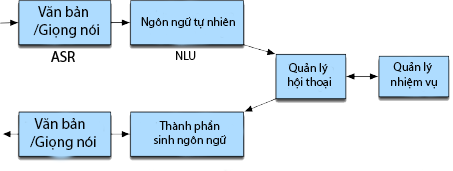 Văn bản
/Giọng nói
ASR
Ngôn ngữ tự nhiên
NLU
Quản lý
hội thoại
Quản lý
nhiệm vụ
Văn bản
/Giọng nói
Thành phần
sinh ngôn ngữ